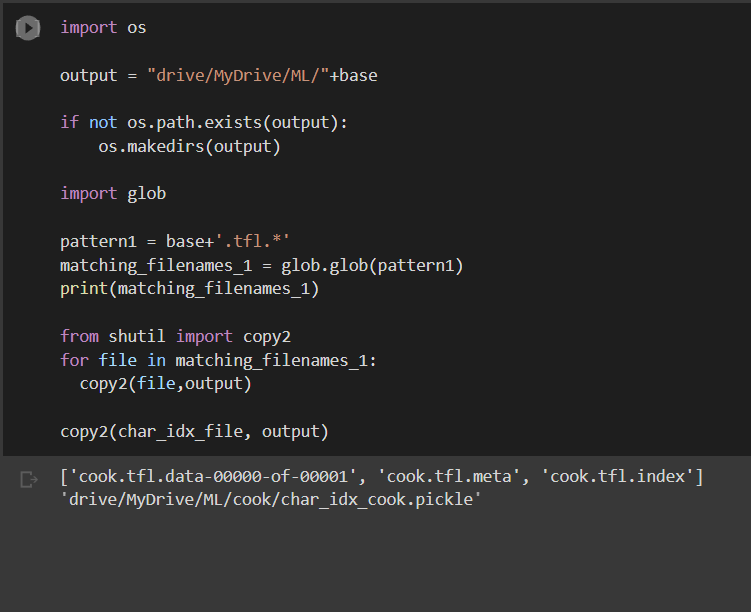 import os
output = "drive/MyDrive/ML/"+base
if not os.path.exists(output):
    os.makedirs(output)
import glob
pattern1 = base+'.tfl.*'
matching_filenames_1 = glob.glob(pattern1)
print(matching_filenames_1)
from shutil import copy2
for file in matching_filenames_1:
  copy2(file,output)
copy2(char_idx_file, output)
['cook.tfl.data-00000-of-00001', 'cook.tfl.meta', 'cook.tfl.index']
'drive/MyDrive/ML/cook/char_idx_cook.pickle'